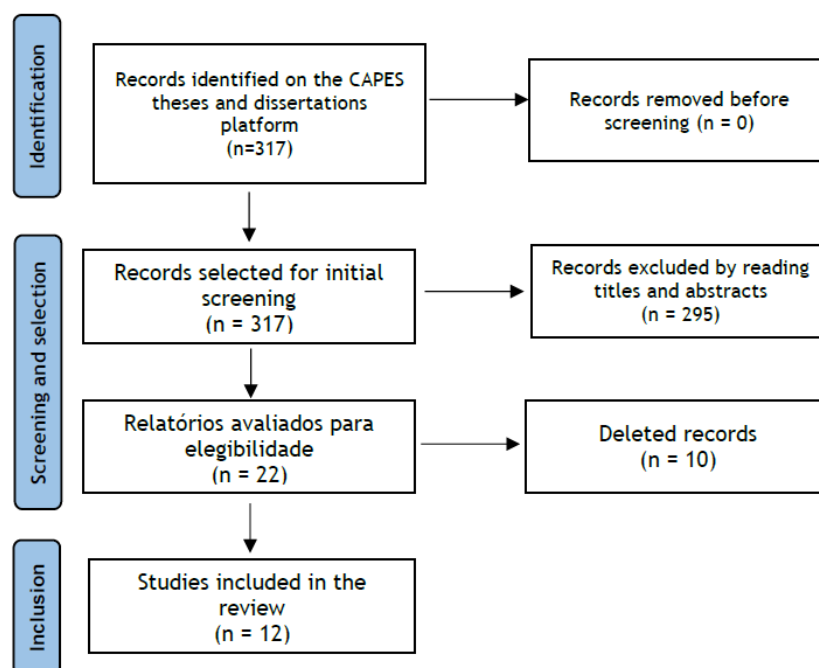 Identification
Records identified on the CAPES
theses and dissertations
platform
(n=317)
Records removed before
screening (n = 0)
Screening and selection
Records selected for initial
screening
(n = 317)
Records excluded by reading
titles and abstracts
(n = 295)
Relatórios avaliados para
elegibilidade
(n = 22)
Deleted records
(n = 10)
Inclusion
Studies included in the
review
(n = 12)